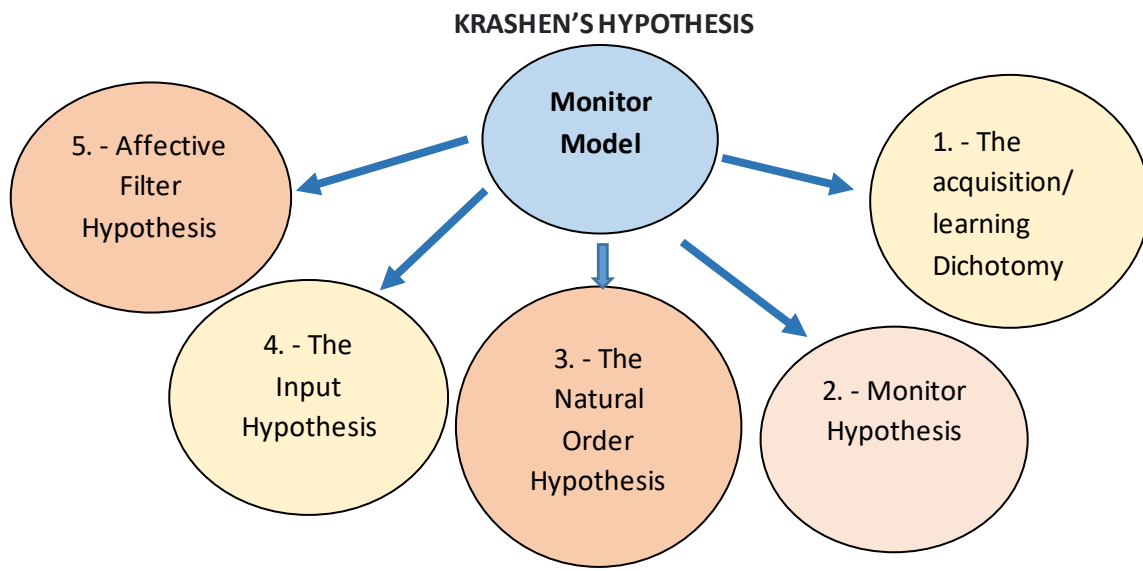 KRASHEN'S HYPOTHESIS
Monitor
Model
1. - The
acquisition/
learning
Dichotomy
2. - Monitor
Hypothesis
3. - The
Natural
Order
Hypothesis
4. - The
Input
Hypothesis
5. - Affective
Filter
Hypothesis